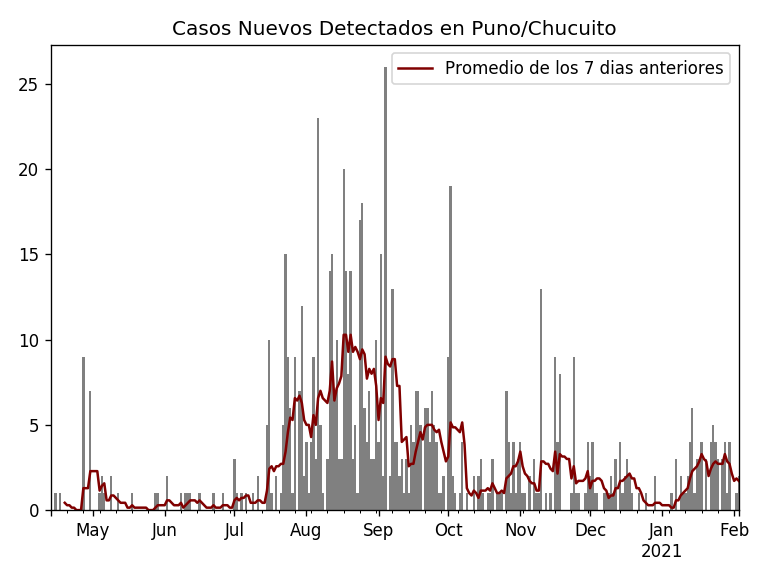 Casos Nuevos Detectados en Puno/Chucuito
Promedio de los 7 dias anteriores
25
20
15
10
5
0
May Jun Jul Aug Sep Oct Nov Dec Jan Feb
2021